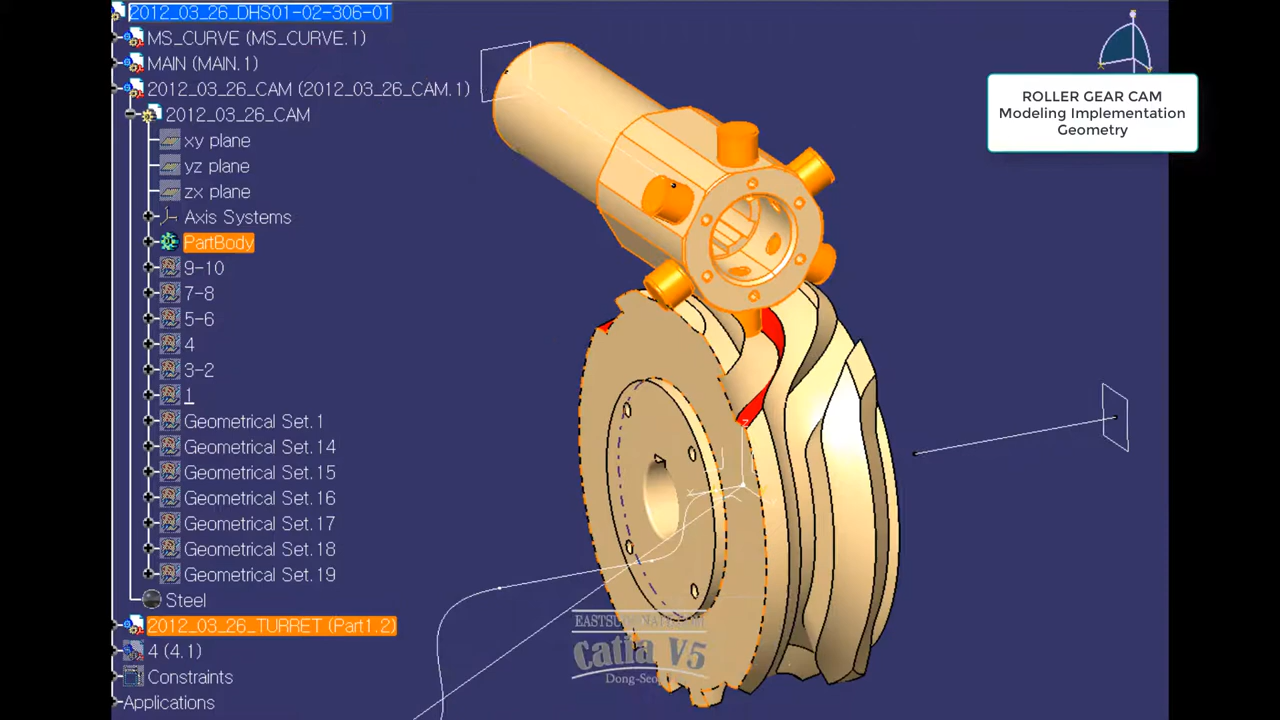 2012_03_26_DHS01-02-306-01
MS_CURVE (MS_CURVE.1)
MAIN (MAIN.1)
2012_03_26_CAM (2012_03_26_CAM.1)
2012_03_26_CAM
xy plane
yz plane
zx plane
Axis Systems
PartBody
9-10
7-8
5-6
4
3-2
1
Geometrical Set.1
Geometrical Set.14
Geometrical Set.15
Geometrical Set.16
Geometrical Set.17
Geometrical Set.18
Geometrical Set.19
Steel
2012_03_26_TURRET (Part1.2)
4 (4.1)
Constraints
Applications
ROLLER GEAR CAM
Modeling Implementation
Geometry
Catia V5